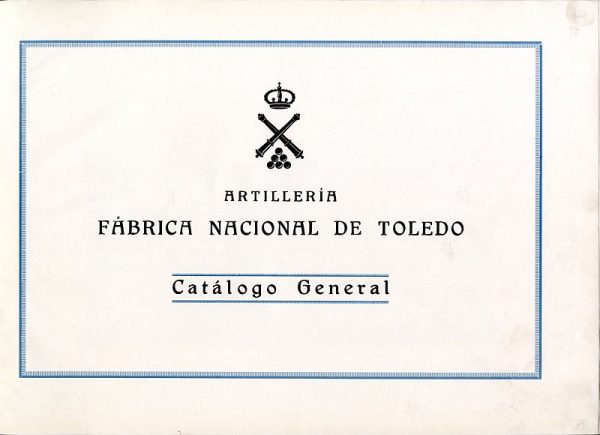 ARTILLERÍA
FÁBRICA NACIONAL DE TOLEDO
Catálogo General